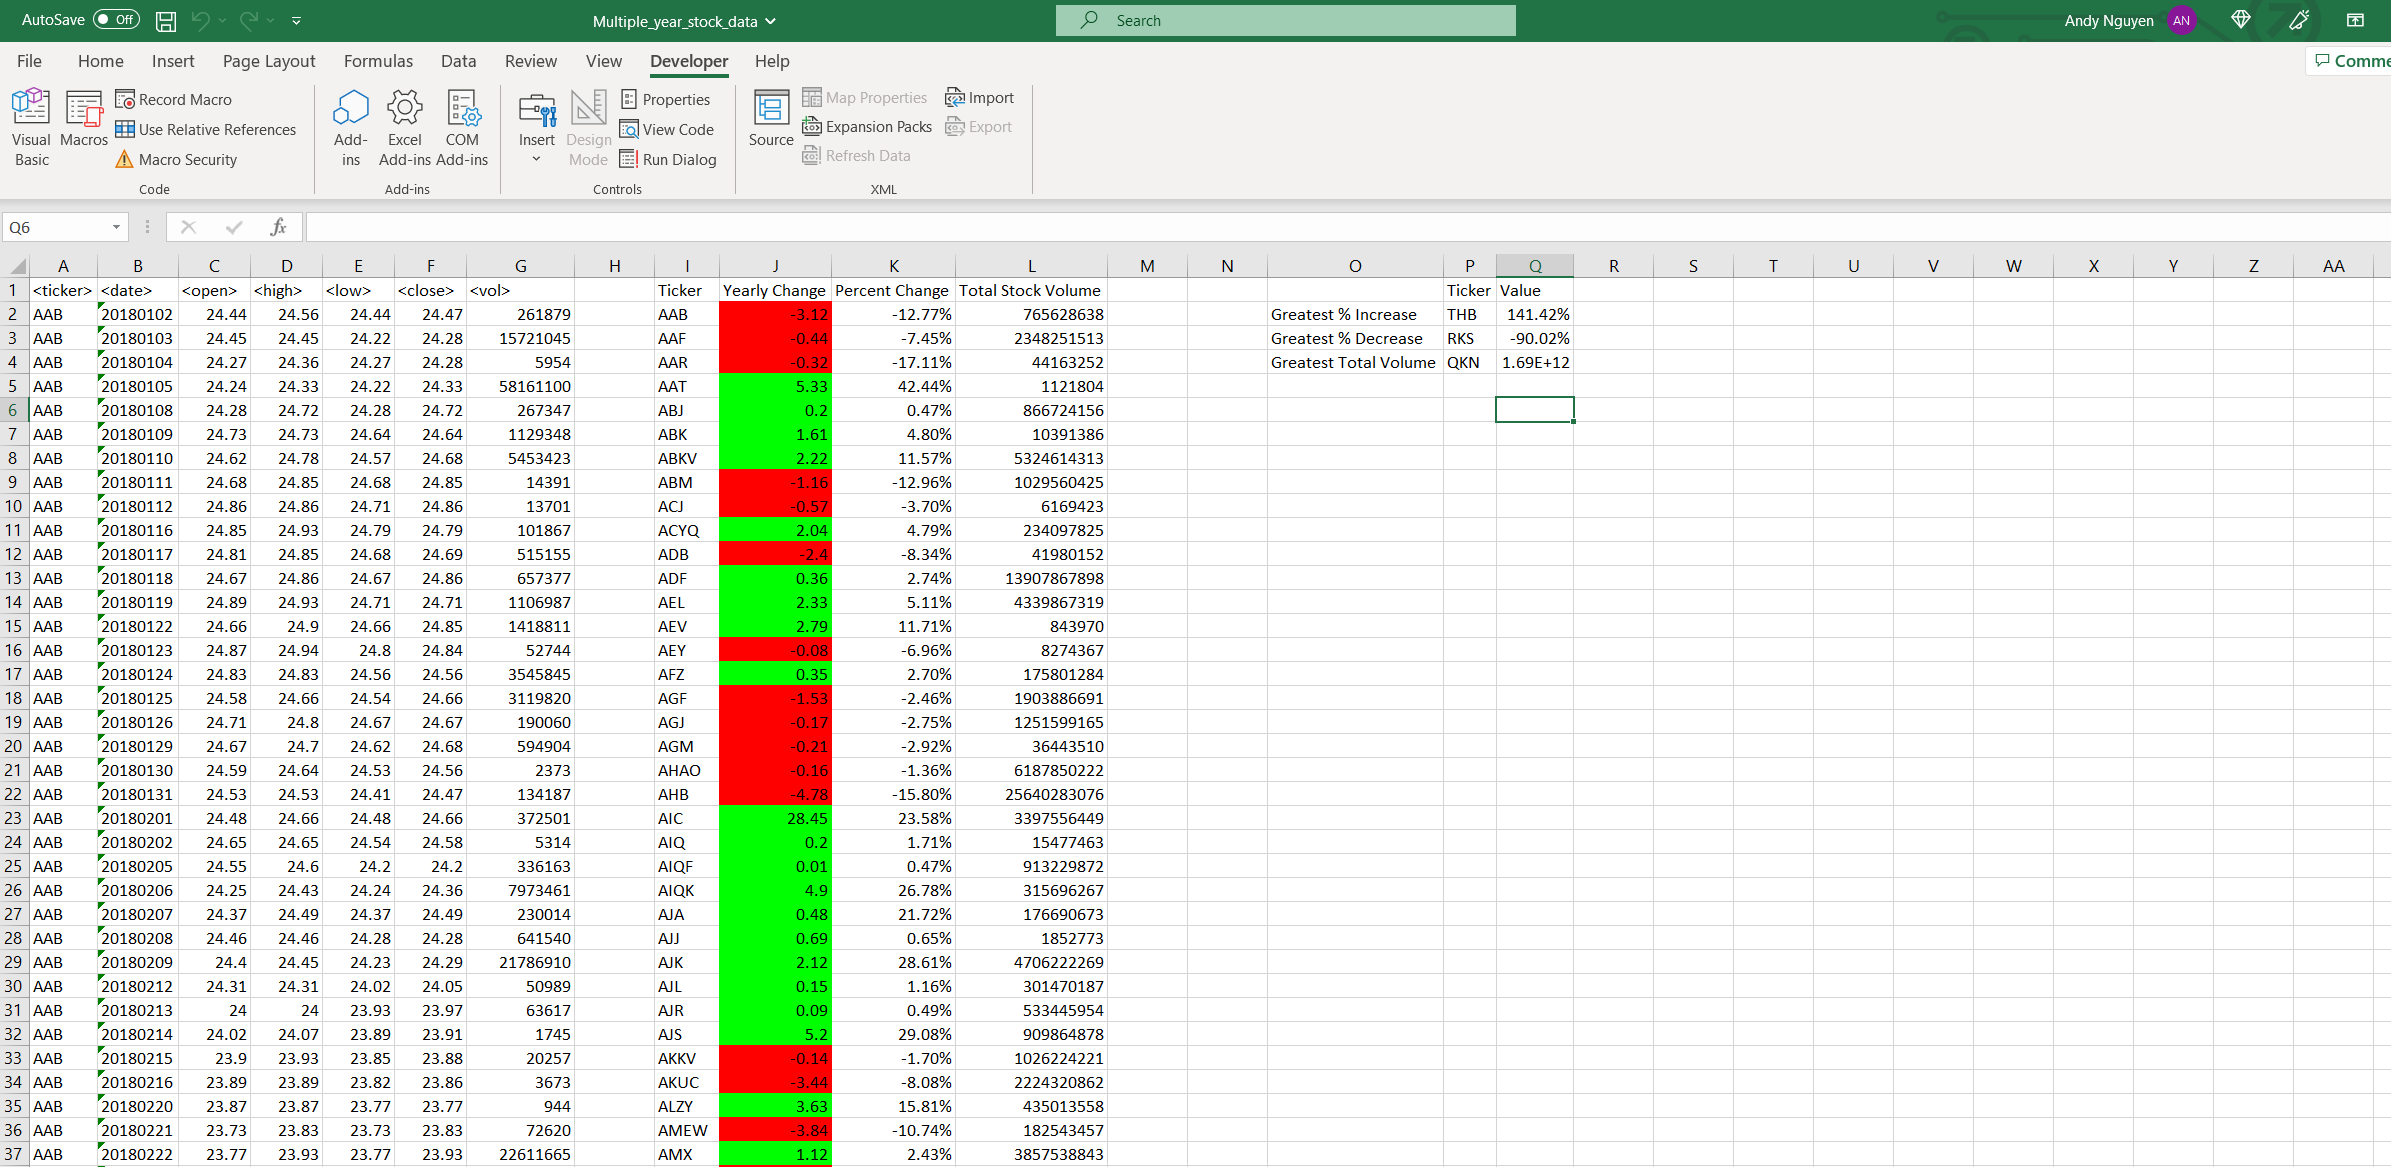 AutoSave Off Multiple_year_stock_data Search Andy Nguyen AN
File Home Insert Page Layout Formulas Data Review View Developer Help Comme
Visual Basic Macros Record Macro Use Relative References Macro Security Code
Add-ins Excel Add-ins COM Add-ins Add-ins
Insert Design Mode Properties View Code Run Dialog Controls
Source Map Properties Expansion Packs Refresh Data Import Export XML
Q6 fx
A B C D E F G H I J K L M N O P Q R S T U V W X Y Z AA
1 <ticker> <date> <open> <high> <low> <close> <vol> Ticker Yearly Change Percent Change Total Stock Volume Ticker Value
2 AAB 20180102 24.44 24.56 24.44 24.47 261879 AAB -3.12 -12.77% 765628638 Greatest % Increase THB 141.42%
3 AAB 20180103 24.45 24.45 24.22 24.28 15721045 AAF -0.44 -7.45% 2348251513 Greatest % Decrease RKS -90.02%
4 AAB 20180104 24.27 24.36 24.27 24.28 5954 AAR -0.32 -17.11% 44163252 Greatest Total Volume QKN 1.69E+12
5 AAB 20180105 24.24 24.33 24.22 24.33 58161100 AAT 5.33 42.44% 1121804
6 AAB 20180108 24.28 24.72 24.28 24.72 267347 ABJ 0.2 0.47% 866724156
7 AAB 20180109 24.73 24.73 24.64 24.64 1129348 ABK 1.61 4.80% 10391386
8 AAB 20180110 24.62 24.78 24.57 24.68 5453423 ABKV 2.22 11.57% 5324614313
9 AAB 20180111 24.68 24.85 24.68 24.85 14391 ABM -1.16 -12.96% 1029560425
10 AAB 20180112 24.86 24.86 24.71 24.86 13701 ACJ -0.57 -3.70% 6169423
11 AAB 20180116 24.85 24.93 24.79 24.79 101867 ACYQ 2.04 4.79% 234097825
12 AAB 20180117 24.81 24.85 24.68 24.69 515155 ADB -2.4 -8.34% 41980152
13 AAB 20180118 24.67 24.86 24.67 24.86 657377 ADF 0.36 2.74% 13907867898
14 AAB 20180119 24.89 24.93 24.71 24.71 1106987 AEL 2.33 5.11% 4339867319
15 AAB 20180122 24.66 24.9 24.66 24.85 1418811 AEV 2.79 11.71% 843970
16 AAB 20180123 24.87 24.94 24.8 24.84 52744 AEY -0.08 -6.96% 8274367
17 AAB 20180124 24.83 24.83 24.56 24.56 3545845 AFZ 0.35 2.70% 175801284
18 AAB 20180125 24.58 24.66 24.54 24.66 3119820 AGF -1.53 -2.46% 1903886691
19 AAB 20180126 24.71 24.8 24.67 24.67 190060 AGJ -0.17 -2.75% 1251599165
20 AAB 20180129 24.67 24.7 24.62 24.68 594904 AGM -0.21 -2.92% 36443510
21 AAB 20180130 24.59 24.64 24.53 24.56 2373 AHAO -0.16 -1.36% 6187850222
22 AAB 20180131 24.53 24.53 24.41 24.47 134187 AHB -4.78 -15.80% 25640283076
23 AAB 20180201 24.48 24.66 24.48 24.66 372501 AIC 28.45 23.58% 3397556449
24 AAB 20180202 24.65 24.65 24.54 24.58 5314 AIQ 0.2 1.71% 15477463
25 AAB 20180205 24.55 24.6 24.2 24.2 336163 AIQF 0.01 0.47% 913229872
26 AAB 20180206 24.25 24.43 24.24 24.36 7973461 AIQK 4.9 26.78% 315696267
27 AAB 20180207 24.37 24.49 24.37 24.49 230014 AJA 0.48 21.72% 176690673
28 AAB 20180208 24.46 24.46 24.28 24.28 641540 AJJ 0.69 0.65% 1852773
29 AAB 20180209 24.4 24.45 24.23 24.29 21786910 AJK 2.12 28.61% 4706222269
30 AAB 20180212 24.31 24.31 24.02 24.05 50989 AJL 0.15 1.16% 301470187
31 AAB 20180213 24 24 23.93 23.97 63617 AJR 0.09 0.49% 533445954
32 AAB 20180214 24.02 24.07 23.89 23.91 1745 AJS 5.2 29.08% 909864878
33 AAB 20180215 23.9 23.93 23.85 23.88 20257 AKKV -0.14 -1.70% 1026224221
34 AAB 20180216 23.89 23.89 23.82 23.86 3673 AKUC -3.44 -8.08% 2224320862
35 AAB 20180220 23.87 23.87 23.77 23.77 944 ALZY 3.63 15.81% 435013558
36 AAB 20180221 23.73 23.83 23.73 23.83 72620 AMEW -3.84 -10.74% 182543457
37 AAB 20180222 23.77 23.93 23.77 23.93 22611665 AMX 1.12 2.43% 3857538843